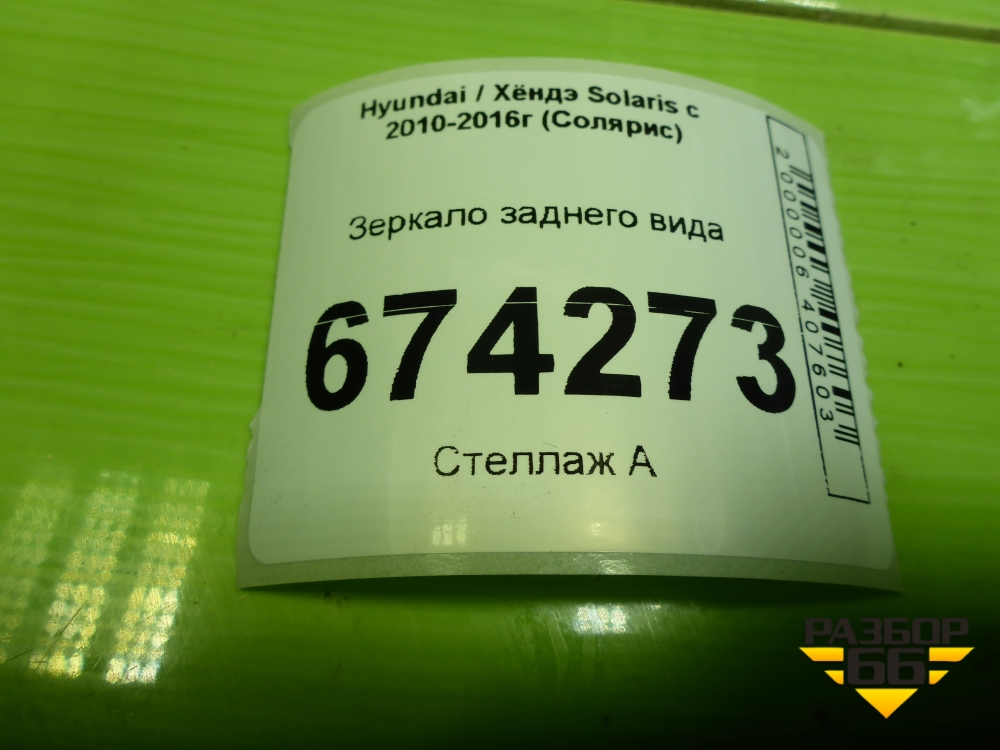 Hyundai / Хёндэ Solaris с
2010-2016г (Солярис)
Зеркало заднего вида
674273
Стеллаж А
2000006407603
РАЗБОР
66